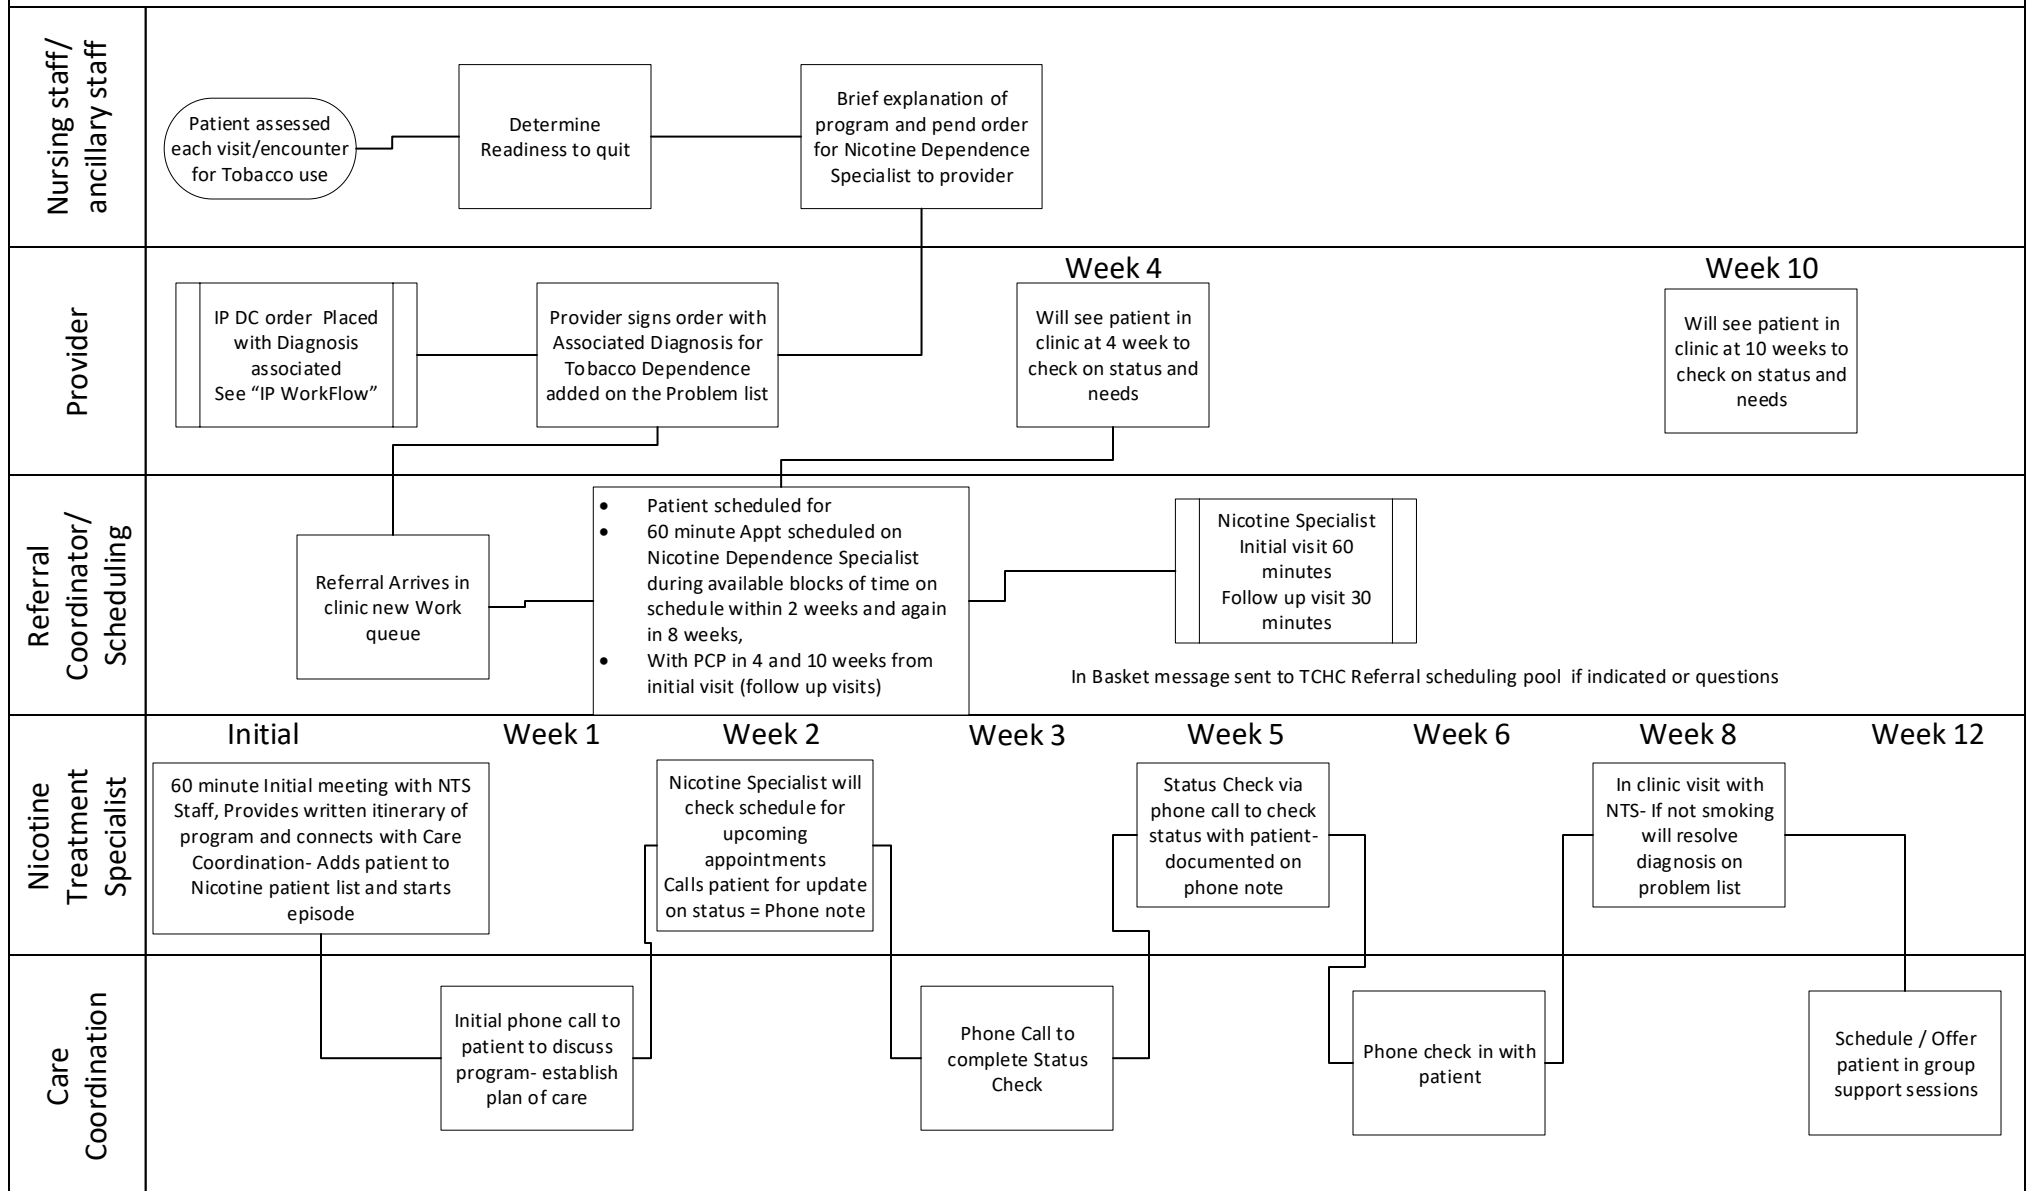 Nursing staff/
ancillary staff
Patient assessed
each visit/encounter
for Tobacco use
Determine
Readiness to quit
Brief explanation of
program and pend order
for Nicotine Dependence
Specialist to provider
Provider
IP DC order Placed
with Diagnosis
associated
See “IP WorkFlow”
Provider signs order with
Associated Diagnosis for
Tobacco Dependence
added on the Problem list
Week 4
Will see patient in
clinic at 4 week to
check on status and
needs
Week 10
Will see patient in
clinic at 10 weeks to
check on status and
needs
Referral
Coordinator/
Scheduling
Referral Arrives in
clinic new Work
queue
• Patient scheduled for
• 60 minute Appt scheduled on
Nicotine Dependence Specialist
during available blocks of time on
schedule within 2 weeks and again
in 8 weeks,
• With PCP in 4 and 10 weeks from
initial visit (follow up visits)
Nicotine Specialist
Initial visit 60
minutes
Follow up visit 30
minutes
In Basket message sent to TCHC Referral scheduling pool if indicated or questions
Nicotine
Treatment
Specialist
Initial
60 minute Initial meeting with NTS
Staff, Provides written itinerary of
program and connects with Care
Coordination- Adds patient to
Nicotine patient list and starts
episode
Week 1
Week 2
Nicotine Specialist will
check schedule for
upcoming
appointments
Calls patient for update
on status = Phone note
Week 3
Week 5
Status Check via
phone call to check
status with patient-
documented on
phone note
Week 6
Week 8
In clinic visit with
NTS- If not smoking
will resolve
diagnosis on
problem list
Week 12
Care
Coordination
Initial phone call to
patient to discuss
program- establish
plan of care
Phone Call to
complete Status
Check
Phone check in with
patient
Schedule / Offer
patient in group
support sessions